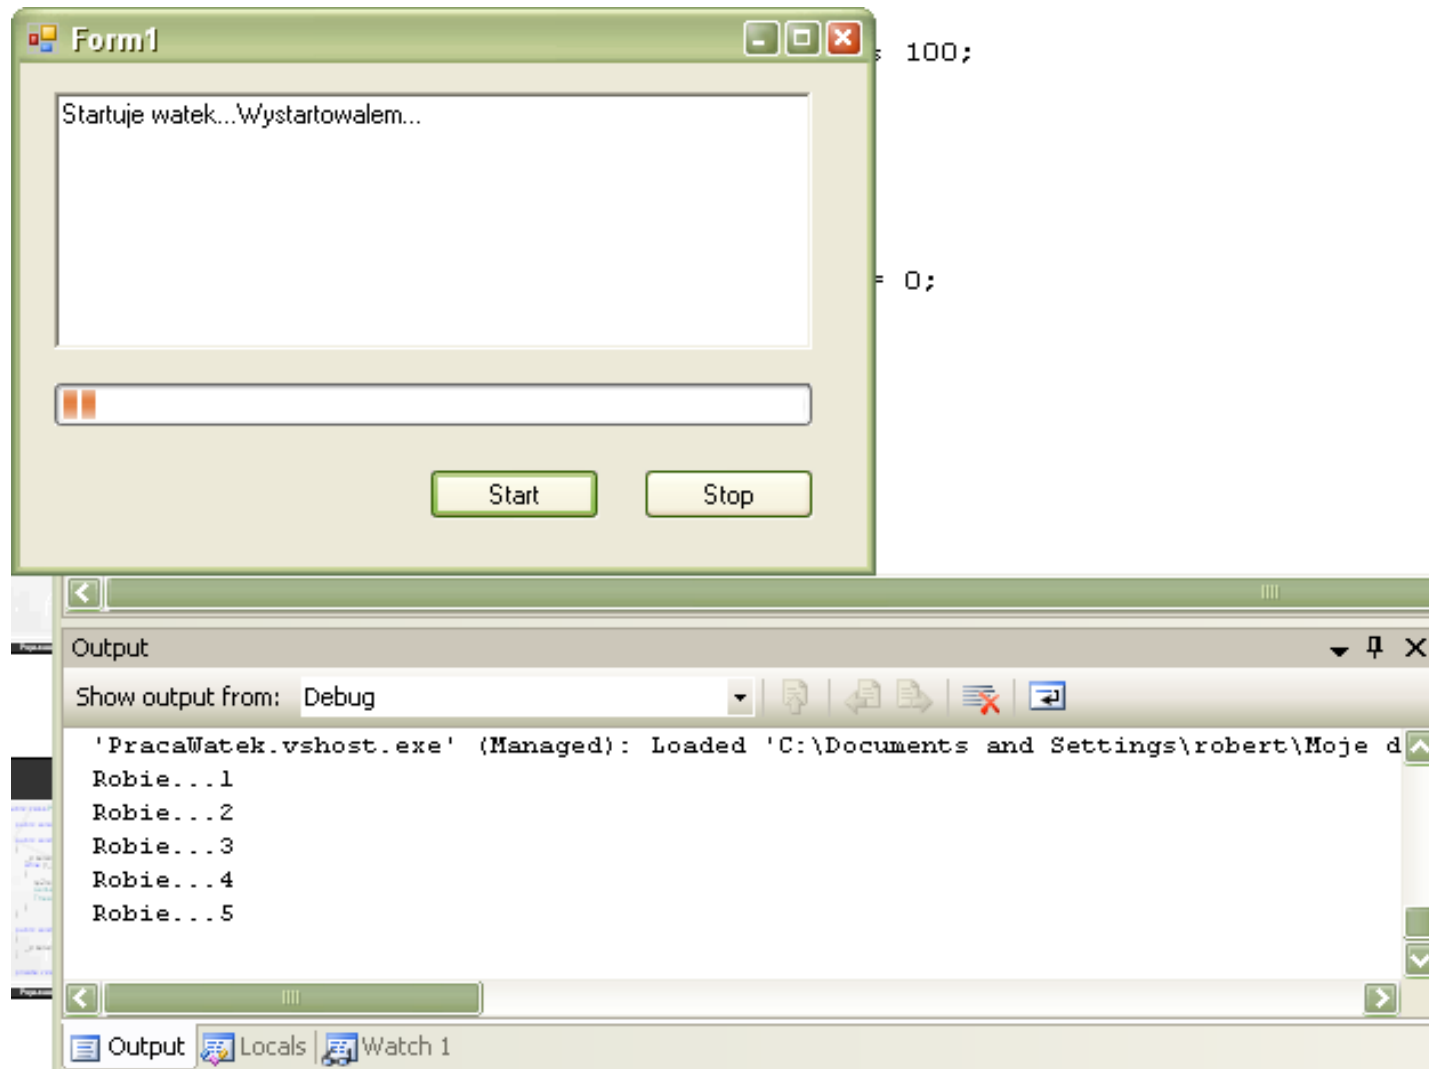 Form1
100;
Startuje watek...Wystartowalem...
= 0;
Start
Stop
Output
Show output from: Debug
'PracaWatek.vshost.exe' (Managed): Loaded 'C:\Documents and Settings\robert\Moje d
Robie...1
Robie...2
Robie...3
Robie...4
Robie...5
Output
Locals
Watch 1